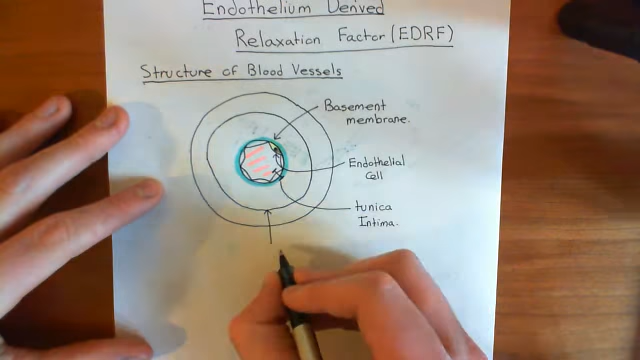 Endothelium Derived
Relaxation Factor (EDRF)
Structure of Blood Vessels
Basement
membrane.
Endothelial
Cell
tunica
Intima.